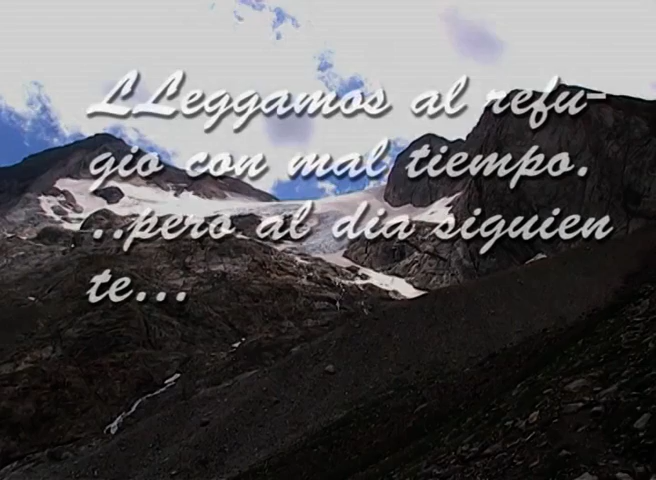 LLeggamos al refu-
gio con mal tiempo.
..pero al dia siguien
te...